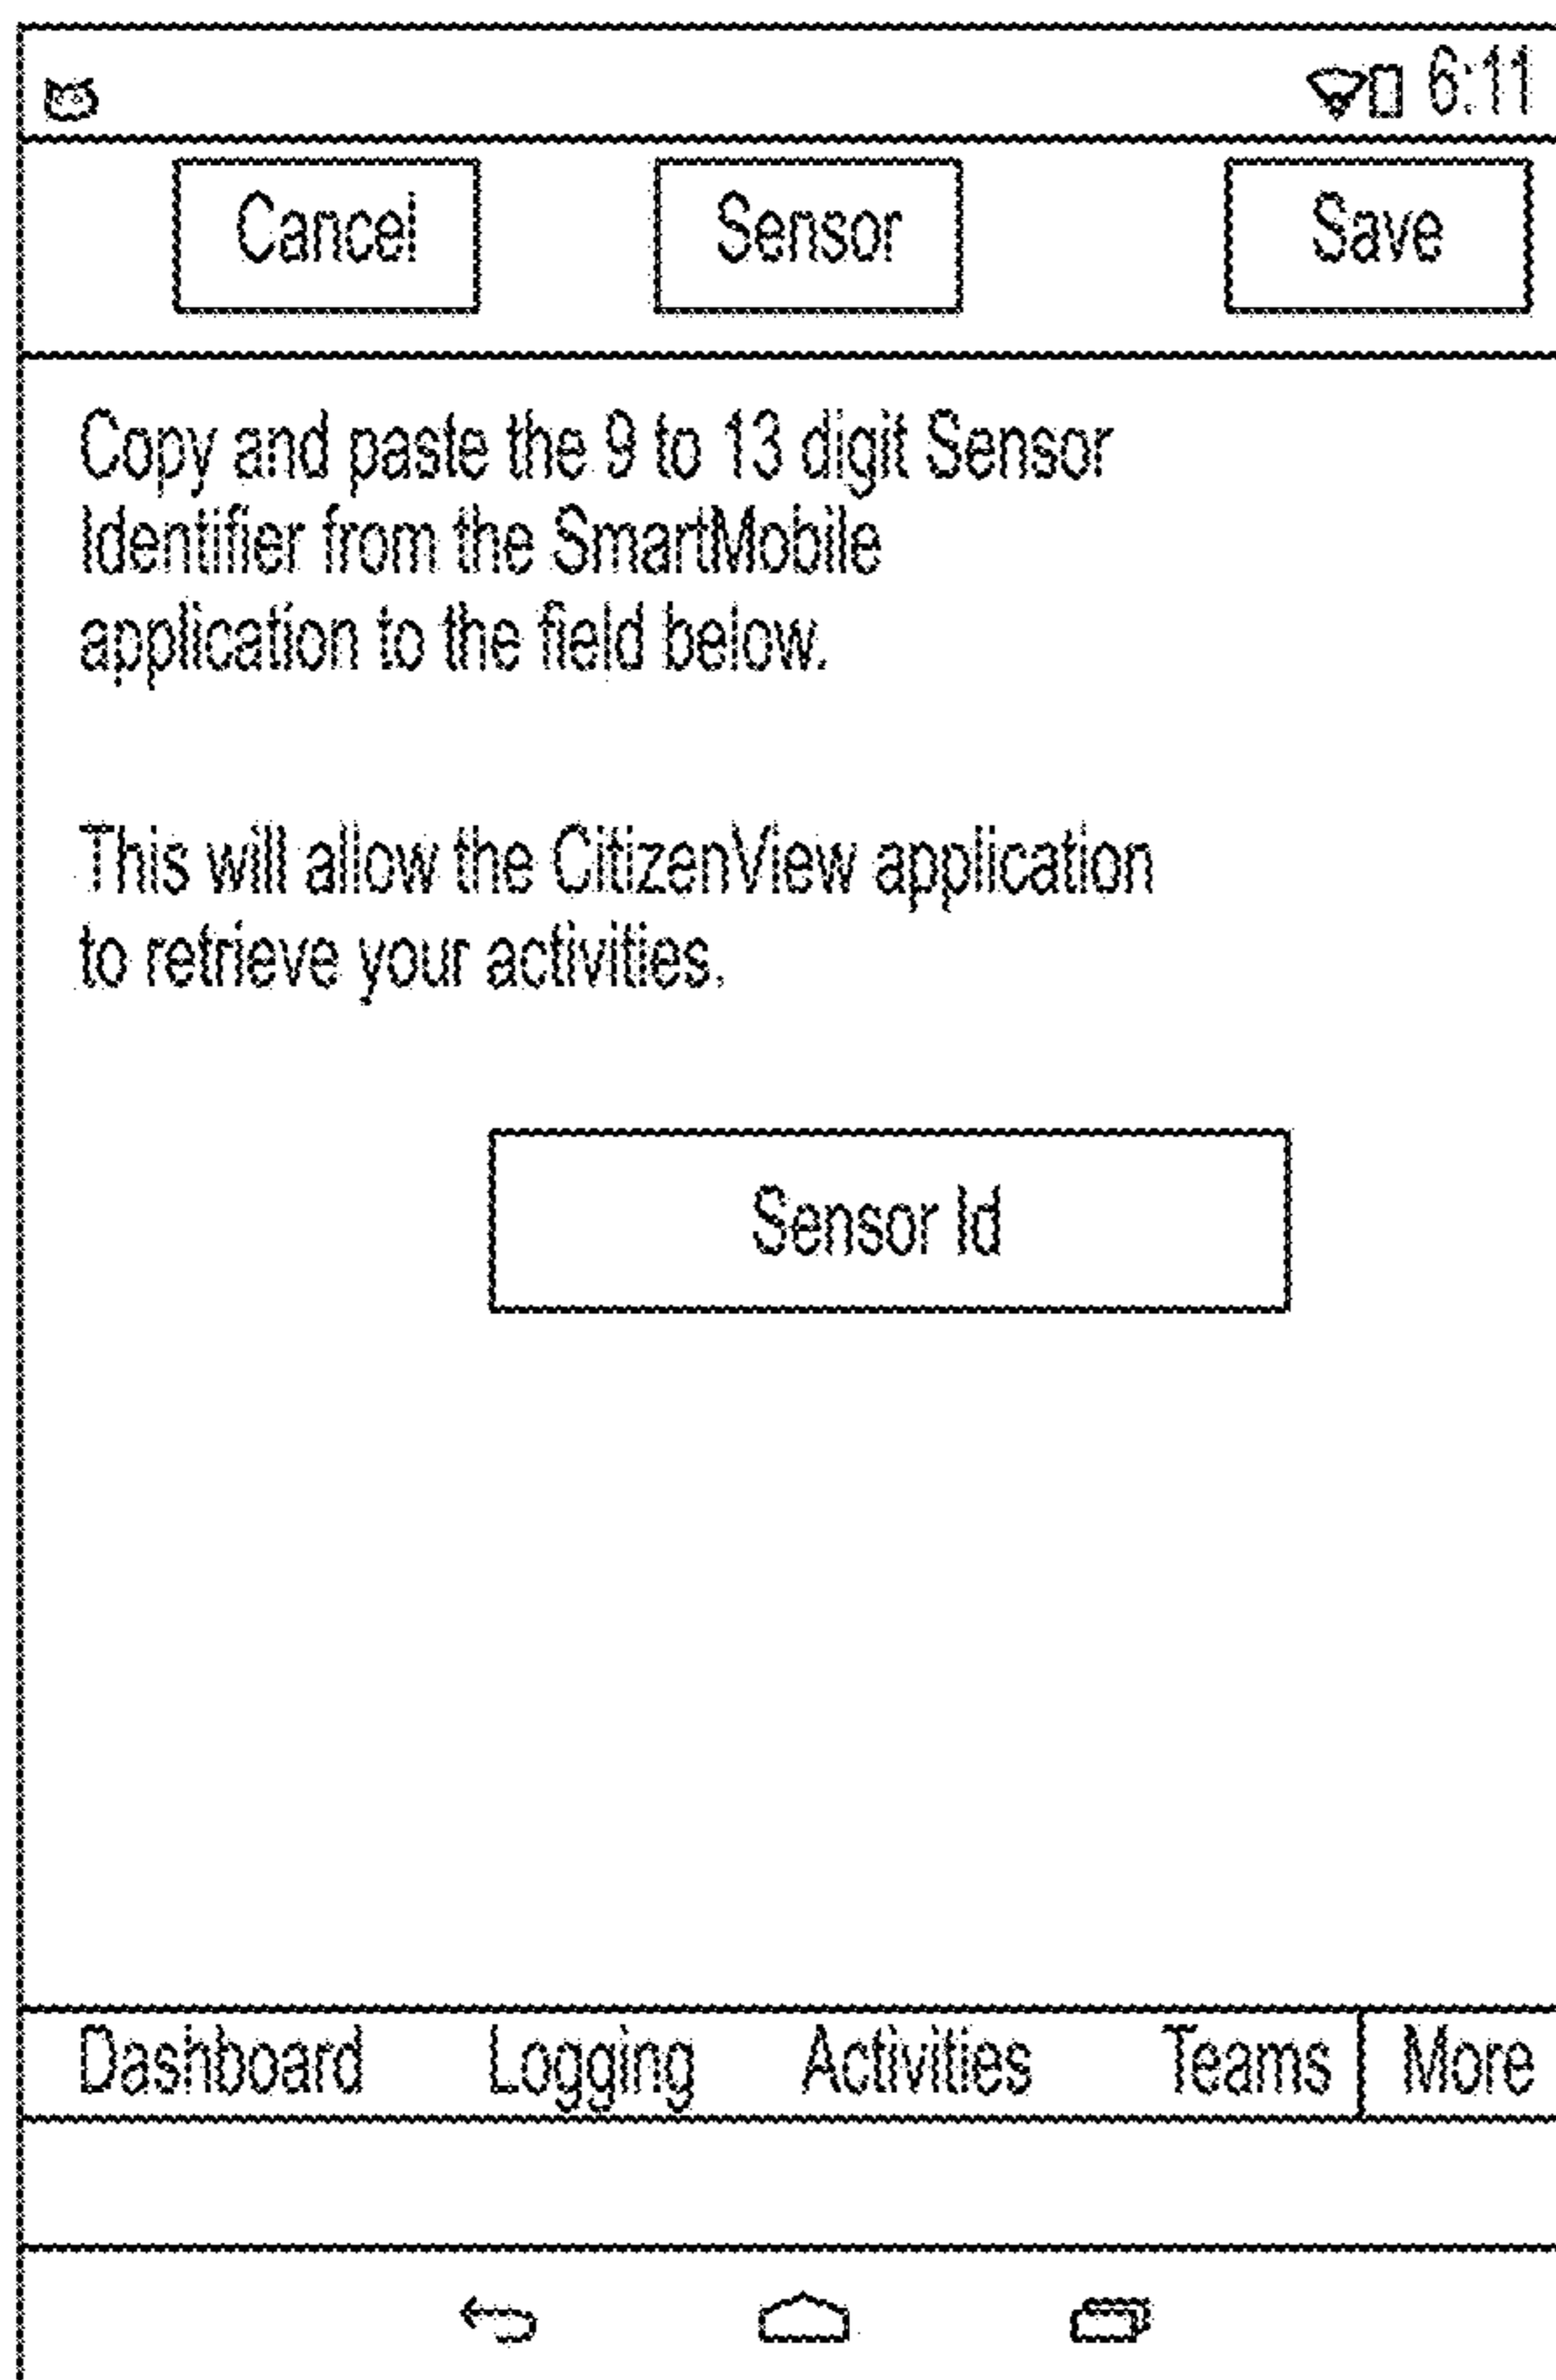 6:11
Cancel Sensor Save
Copy and paste the 9 to 13 digit Sensor
Identifier from the SmartMobile
application to the field below.
This will allow the CitizenView application
to retrieve your activities.
Sensor Id
Dashboard Logging Activities Teams More